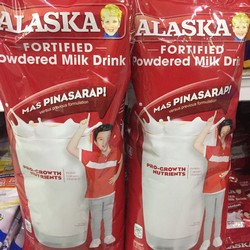 ALASKA
FORTIFIED
Powdered Milk Drink
MAS PINASARAP!
PRO-GROWTH
NUTRIENTS
ALASKA
FORTIFIED
Powdered Milk Dri
MAS PINASARAP!
PRO-GROWTH
NUTRIENTS